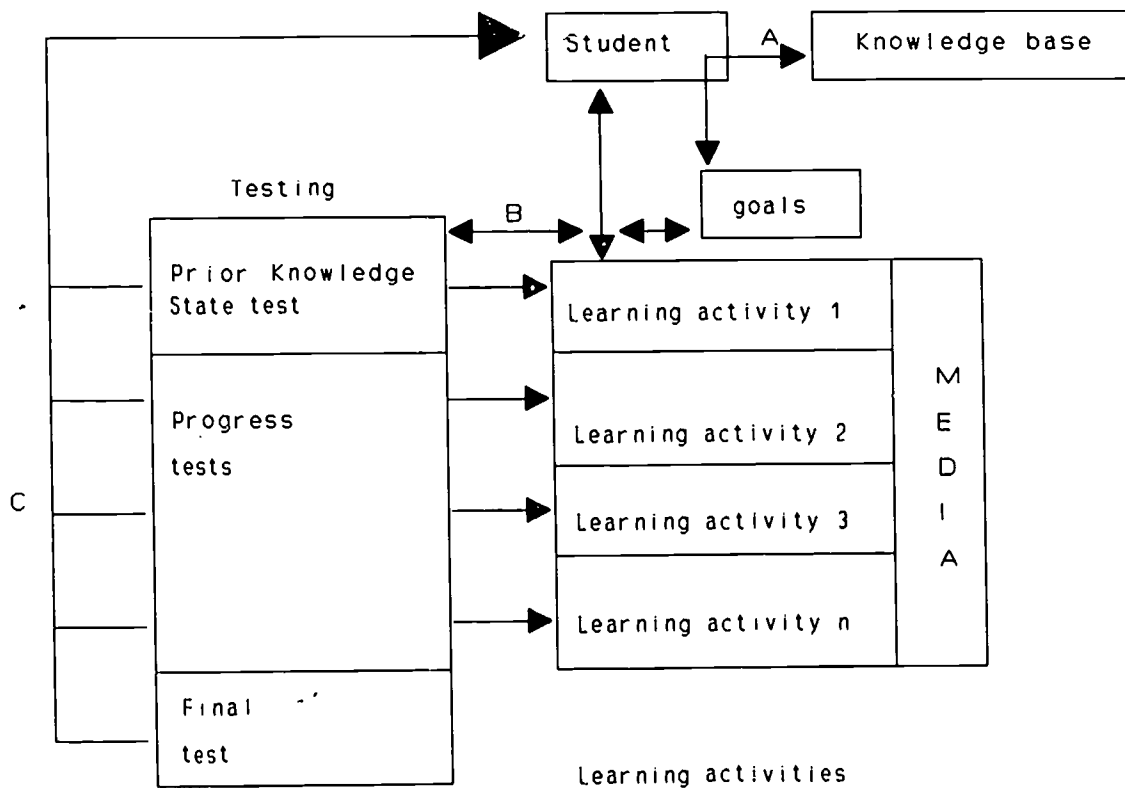 Student
A
Knowledge base
Testing
B
goals
Prior Knowledge
State test
Learning activity 1
Progress
tests
Learning activity 2
C
Learning activity 3
Learning activity n
Final
test
MEDIA
Learning activities